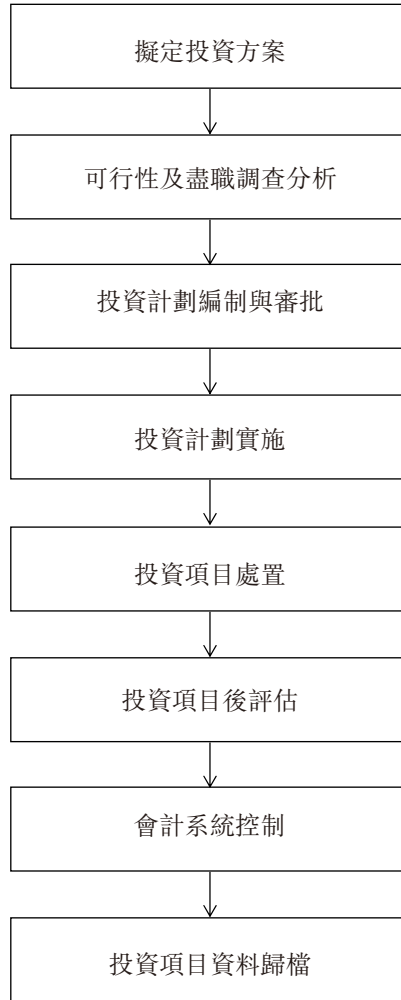 擬定投資方案
可行性及盡職調查分析
投資計劃編制與審批
投資計劃實施
投資項目處置
投資項目後評估
會計系統控制
投資項目資料歸檔